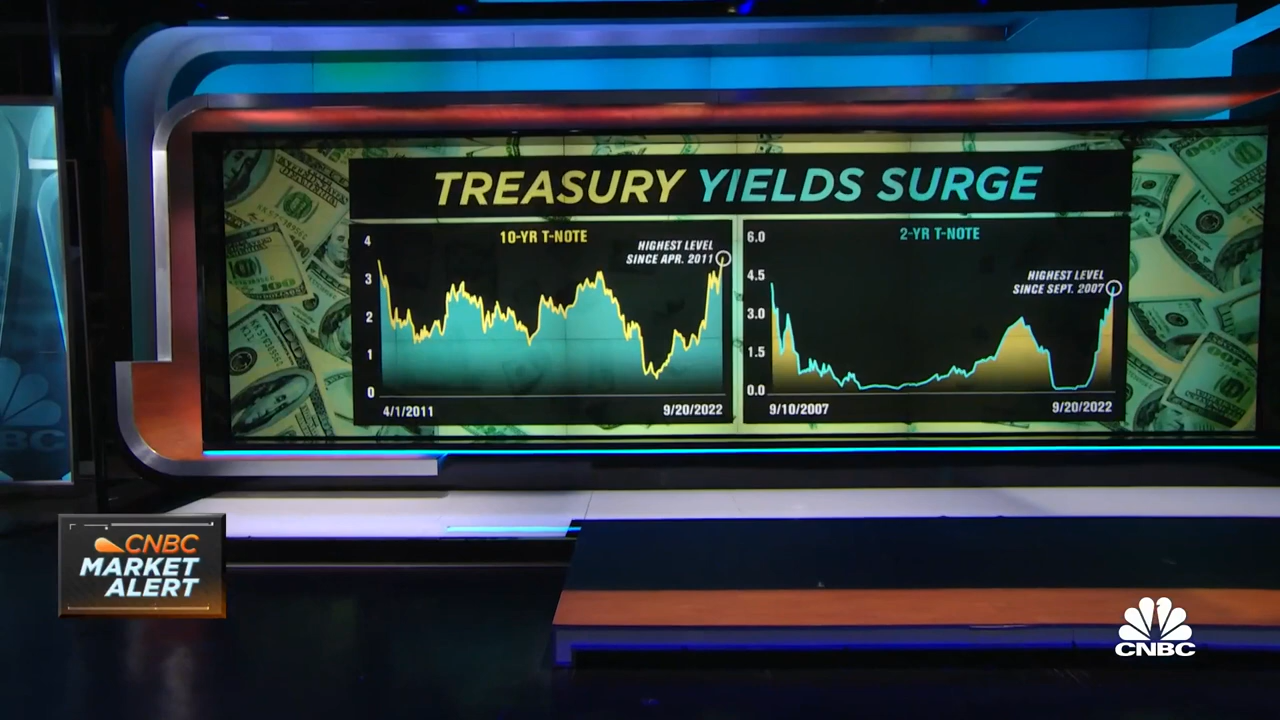 TREASURY YIELDS SURGE
10-YR T-NOTE
HIGHEST LEVEL
SINCE APR. 2011
4
3
2
1
0
4/1/2011
9/20/2022
2-YR T-NOTE
HIGHEST LEVEL
SINCE SEPT. 2007
6.0
4.5
3.0
1.5
0.0
9/10/2007
9/20/2022
CNBC
MARKET
ALERT
CNBC